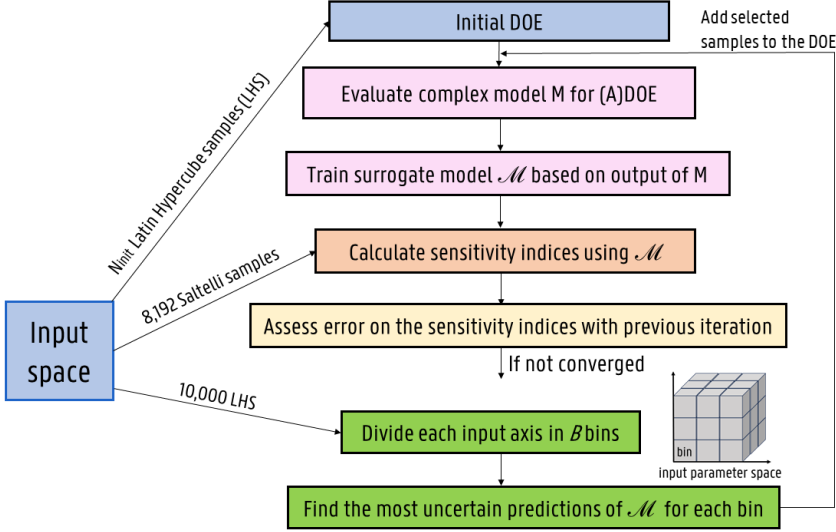 Initial DOE
Add selected
samples to the DOE
Evaluate complex model M for (A)DOE
Train surrogate model ℳ based on output of M
Ninit Latin Hypercube samples (LHS)
Calculate sensitivity indices using ℳ
8,192 Saltelli samples
Input
space
Assess error on the sensitivity indices with previous iteration
If not converged
10,000 LHS
Divide each input axis in B bins
bin
input parameter space
Find the most uncertain predictions of ℳ for each bin